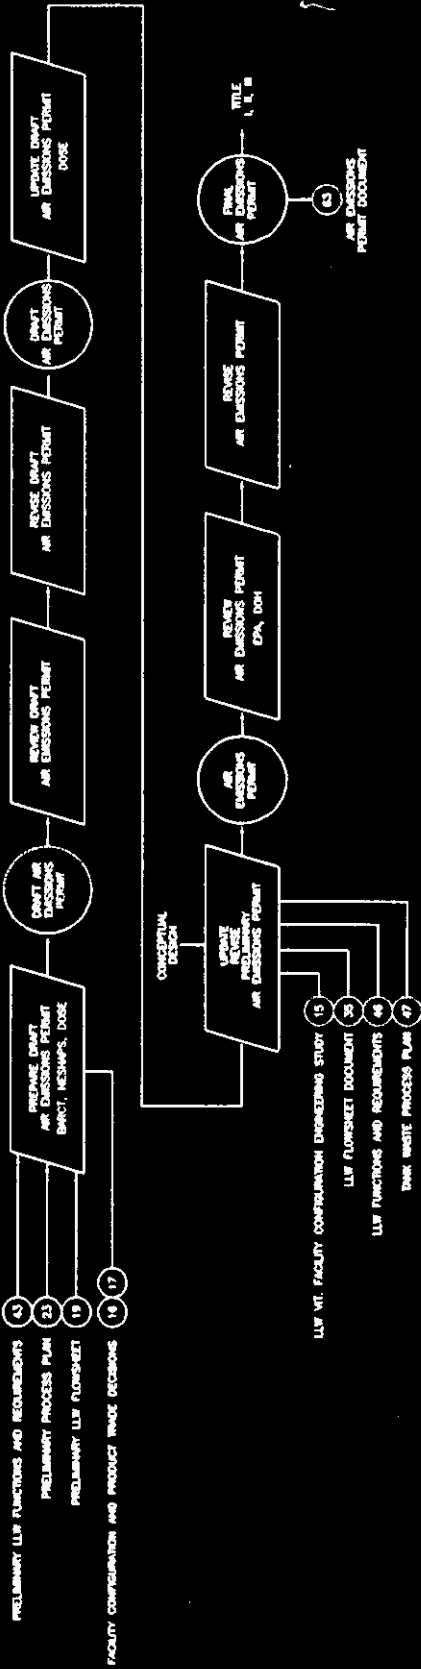 PRELIMINARY LLW FUNCTIONS AND REQUIREMENTS
43
PRELIMINARY PROCESS PLAN
23
PRELIMINARY LLW FLOWSHEET
19
FACILITY CONFIGURATION AND PRODUCT TRADE DECISIONS
16
17
PREPARE DRAFT
AIR EMISSIONS PERMIT
BARCT, NESHAPS, DOSE
DRAFT AIR
EMISSIONS
PERMIT
REVIEW DRAFT
AIR EMISSIONS PERMIT
REVISE DRAFT
AIR EMISSIONS PERMIT
DRAFT
AIR EMISSIONS
PERMIT
UPDATE DRAFT
AIR EMISSIONS PERMIT
DOSE
CONCEPTUAL
DESIGN
UPDATE
REVISE
PRELIMINARY
AIR EMISSIONS PERMIT
LLW VIT. FACILITY CONFIGURATION ENGINEERING STUDY
15
LLW FLOWSHEET DOCUMENT
35
LLW FUNCTIONS AND REQUIREMENTS
46
TANK WASTE PROCESS PLAN
47
AIR
EMISSIONS
PERMIT
REVIEW
AIR EMISSIONS PERMIT
EPA, DOH
REVISE
AIR EMISSIONS PERMIT
FINAL
AIR EMISSIONS
PERMIT
TITLE
I, II, III
63
AIR EMISSIONS
PERMIT DOCUMENT